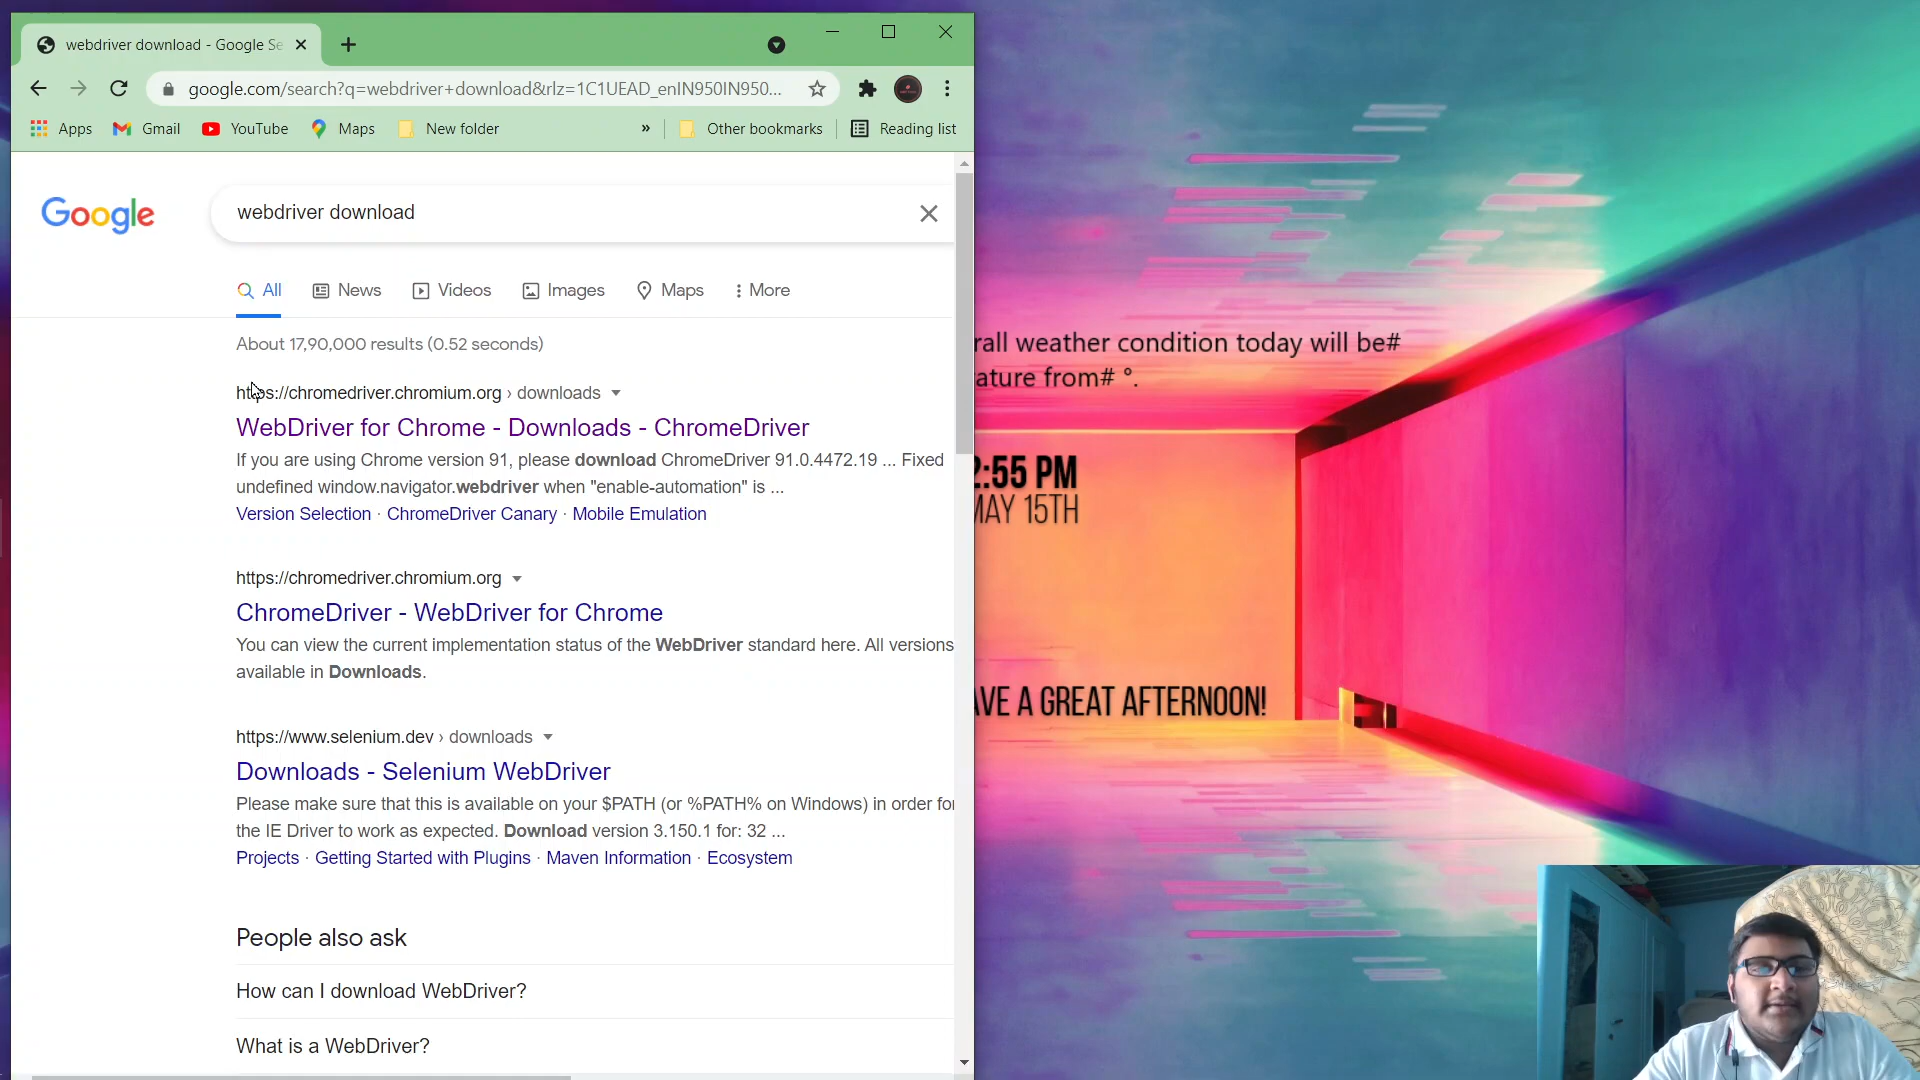 webdriver download - Google Se
google.com/search?q=webdriver+download&rlz=1C1UEAD_enIN950IN950...
Apps Gmail YouTube Maps New folder » Other bookmarks Reading list
Google
webdriver download
All News Videos Images Maps More
About 17,90,000 results (0.52 seconds)
https://chromedriver.chromium.org › downloads
WebDriver for Chrome - Downloads - ChromeDriver
If you are using Chrome version 91, please download ChromeDriver 91.0.4472.19 ... Fixed
undefined window.navigator.webdriver when "enable-automation" is ...
Version Selection · ChromeDriver Canary · Mobile Emulation
https://chromedriver.chromium.org
ChromeDriver - WebDriver for Chrome
You can view the current implementation status of the WebDriver standard here. All versions
available in Downloads.
https://www.selenium.dev › downloads
Downloads - Selenium WebDriver
Please make sure that this is available on your $PATH (or %PATH% on Windows) in order for
the IE Driver to work as expected. Download version 3.150.1 for: 32 ...
Projects · Getting Started with Plugins · Maven Information · Ecosystem
People also ask
How can I download WebDriver?
What is a WebDriver?
rall weather condition today will be#
ature from# °.
2:55 PM
MAY 15TH
AVE A GREAT AFTERNOON!